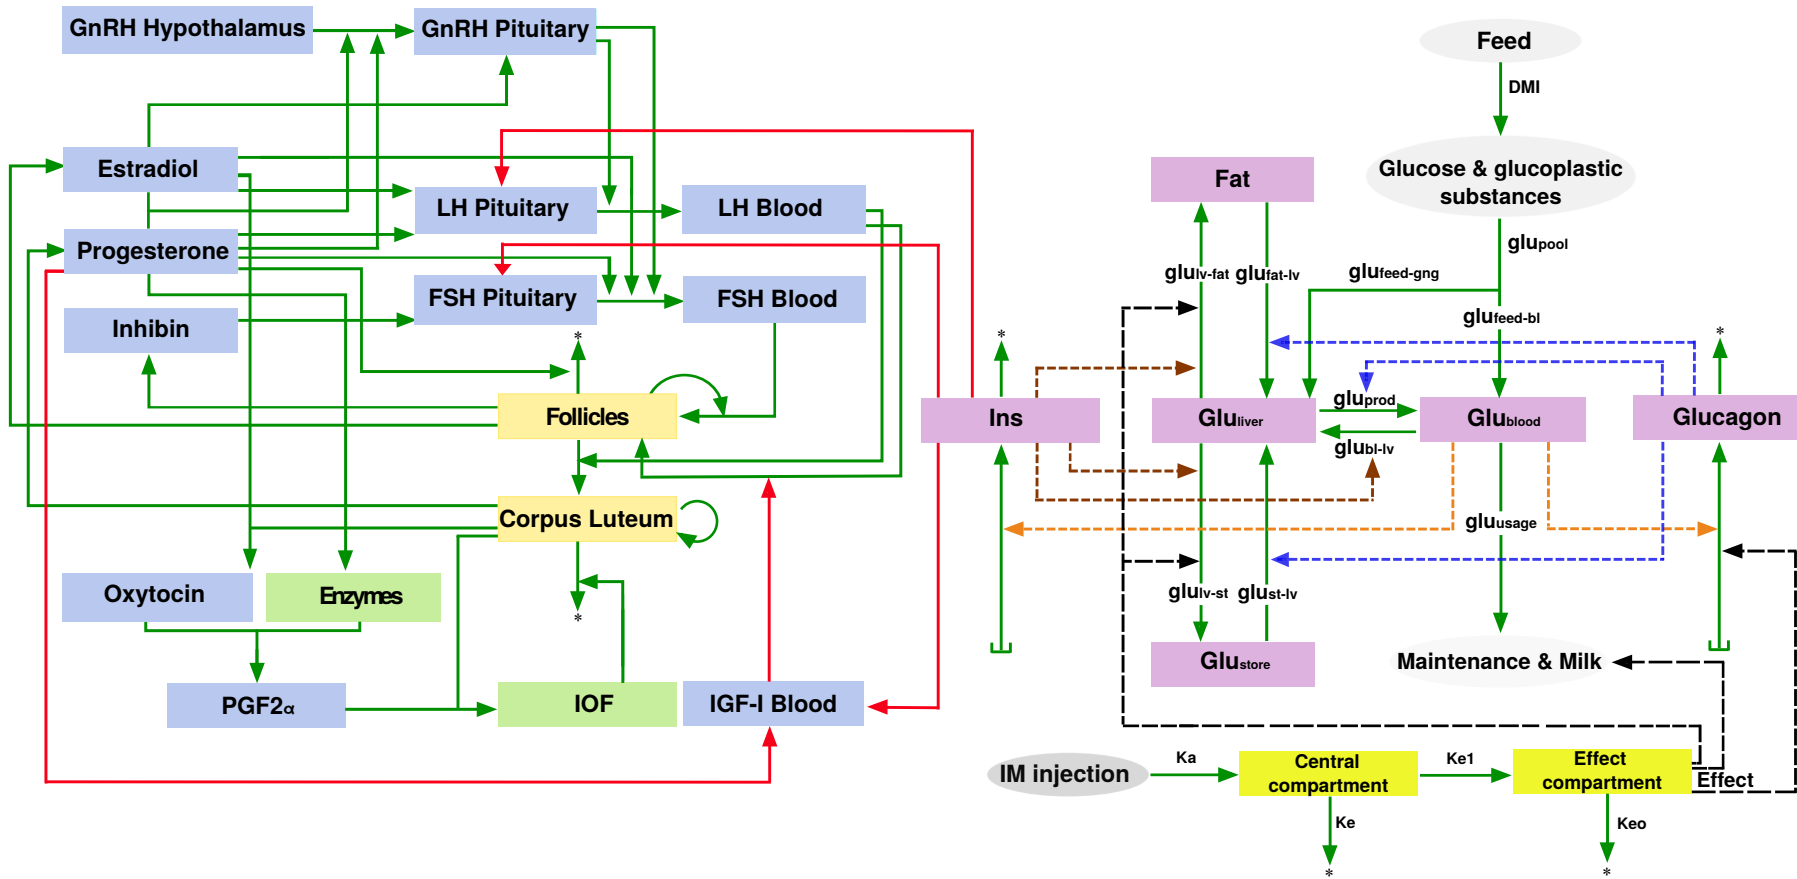 GnRH Hypothalamus
GnRH Pituitary
Estradiol
LH Pituitary
LH Blood
Progesterone
FSH Pituitary
FSH Blood
Inhibin
*
Follicles
Corpus Luteum
Oxytocin
Enzymes
*
PGF2α
IOF
IGF-I Blood
Feed
DMI
Glucose & glucoplastic
substances
Fat
glupool
glulv-fat
glufat-lv
glufeed-gng
glufeed-bl
*
*
Ins
Gluliver
gluprod
Glublood
Glucagon
glubl-lv
gluusage
glulv-st
glust-lv
Glustore
Maintenance & Milk
IM injection
Ka
Central
compartment
Ke1
Effect
compartment
Effect
Ke
Keo
*
*